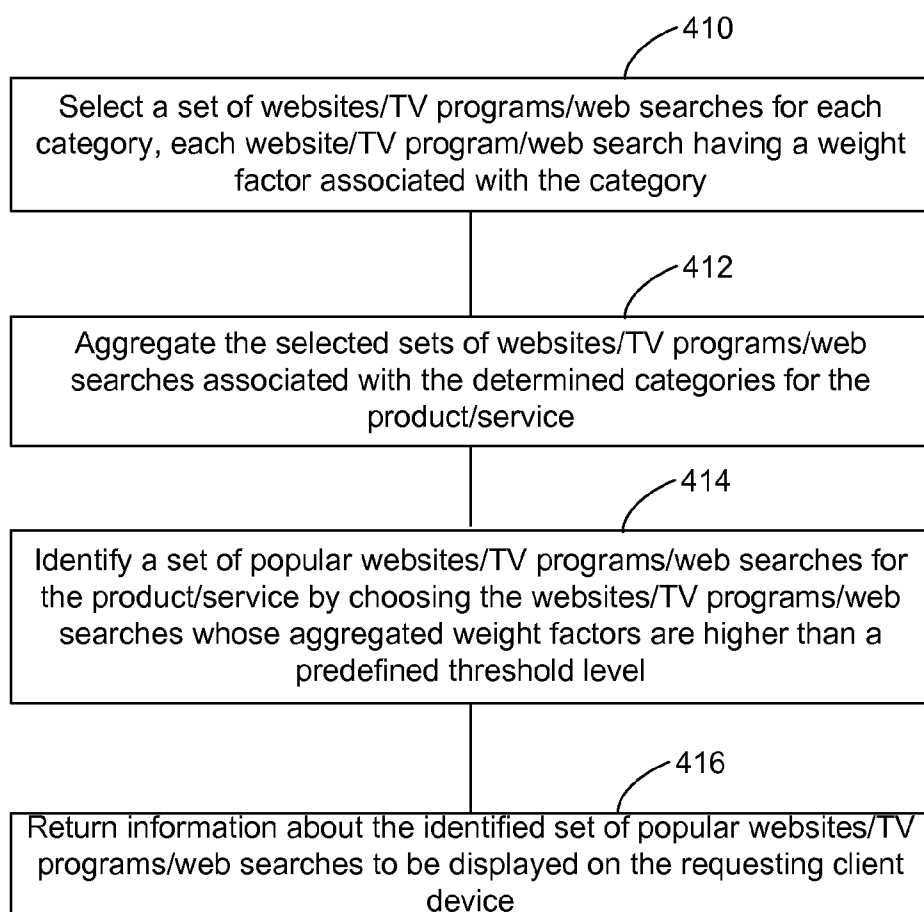 410
Select a set of websites/TV programs/web searches for each
category, each website/TV program/web search having a weight
factor associated with the category
412
Aggregate the selected sets of websites/TV programs/web
searches associated with the determined categories for the
product/service
414
Identify a set of popular websites/TV programs/web searches for
the product/service by choosing the websites/TV programs/web
searches whose aggregated weight factors are higher than a
predefined threshold level
416
Return information about the identified set of popular websites/TV
programs/web searches to be displayed on the requesting client
device